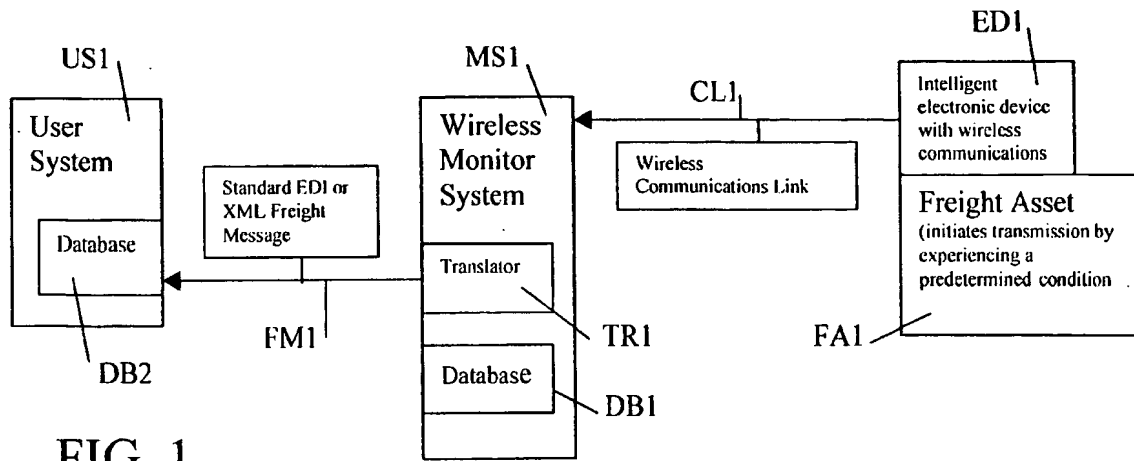 US1
User
System
Database
DB2
Standard EDI or
XML Freight
Message
FM1
MS1
Wireless
Monitor
System
Translator
TR1
Database
DB1
CL1
Wireless
Communications Link
ED1
Intelligent
electronic device
with wireless
communications
Freight Asset
(initiates transmission by
experiencing a
predetermined condition
FA1
FIG. 1